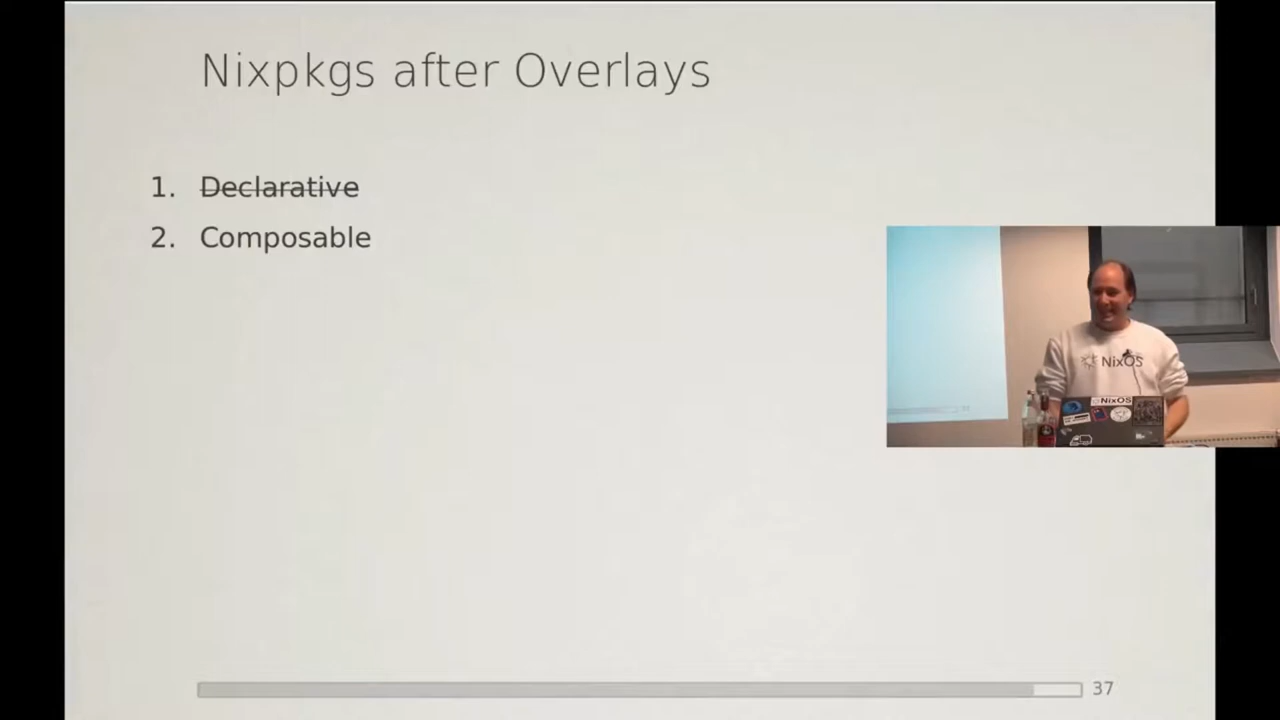 Nixpkgs after Overlays
1. Declarative
2. Composable
NixOS
NixOS
37